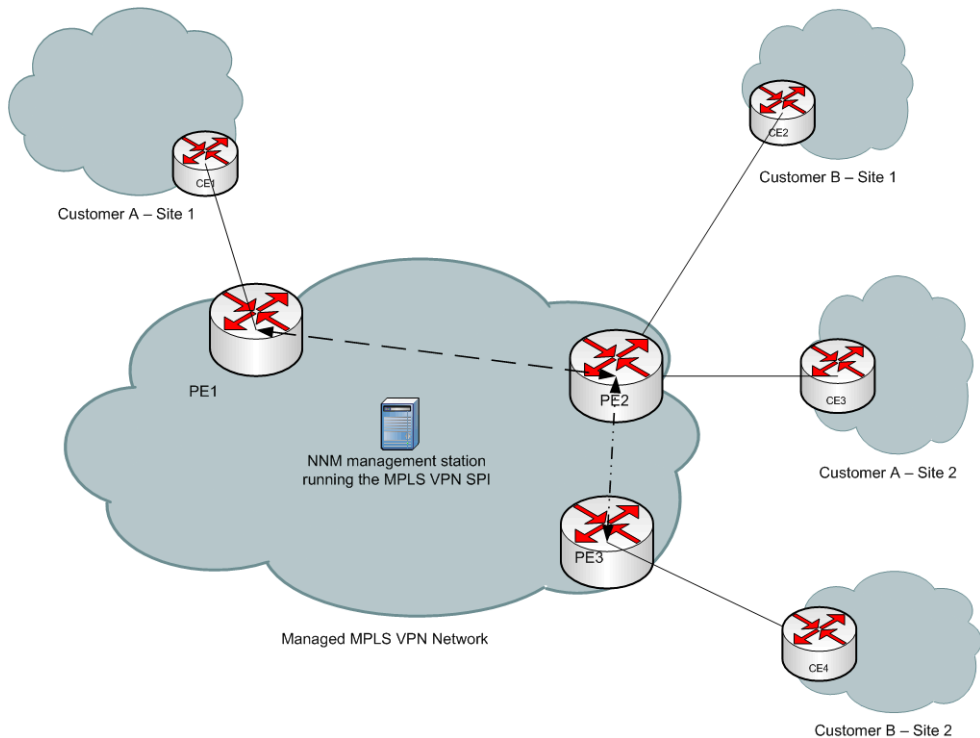 CE1
Customer A – Site 1
CE2
Customer B – Site 1
PE1
PE2
CE3
Customer A – Site 2
NNM management station
running the MPLS VPN SPI
PE3
Managed MPLS VPN Network
CE4
Customer B – Site 2